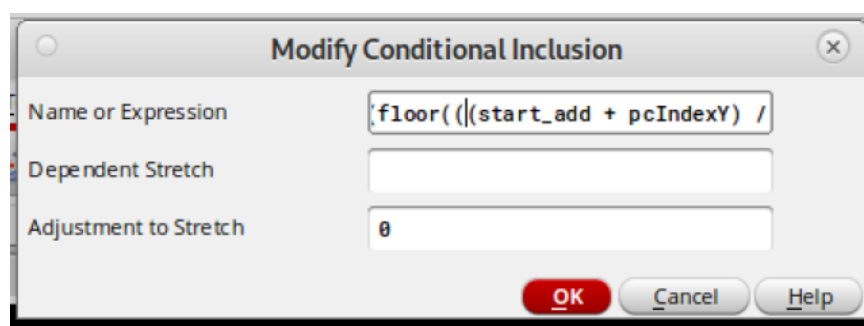 Modify Conditional Inclusion
Name or Expression (floor(((start_add + pcIndexY) /
Dependent Stretch
Adjustment to Stretch 0
OK Cancel Help